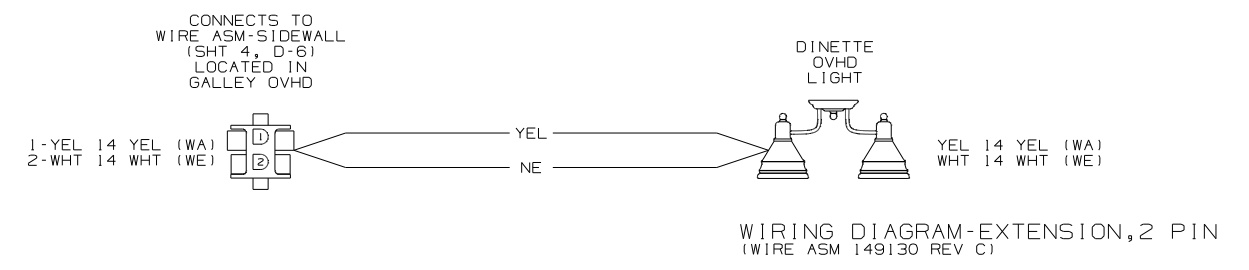 CONNECTS TO
WIRE ASM-SIDEWALL
(SHT 4, D-6)
LOCATED IN
GALLEY OVHD
DINETTE
OVHD
LIGHT
1-YEL 14 YEL (WA)
2-WHT 14 WHT (WE)
1
2
YEL
NE
YEL 14 YEL (WA)
WHT 14 WHT (WE)
WIRING DIAGRAM-EXTENSION,2 PIN
(WIRE ASM 149130 REV C)